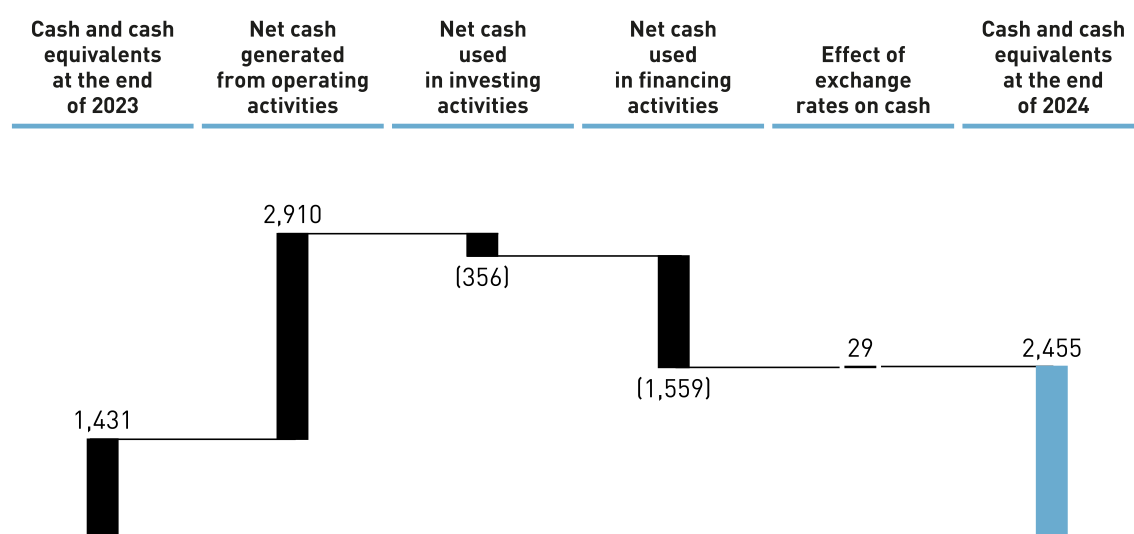 Cash and cash
equivalents
at the end
of 2023
Net cash
generated
from operating
activities
Net cash
used
in investing
activities
Net cash
used
in financing
activities
Effect of
exchange
rates on cash
Cash and cash
equivalents
at the end
of 2024
1,431
2,910
(356)
(1,559)
29
2,455